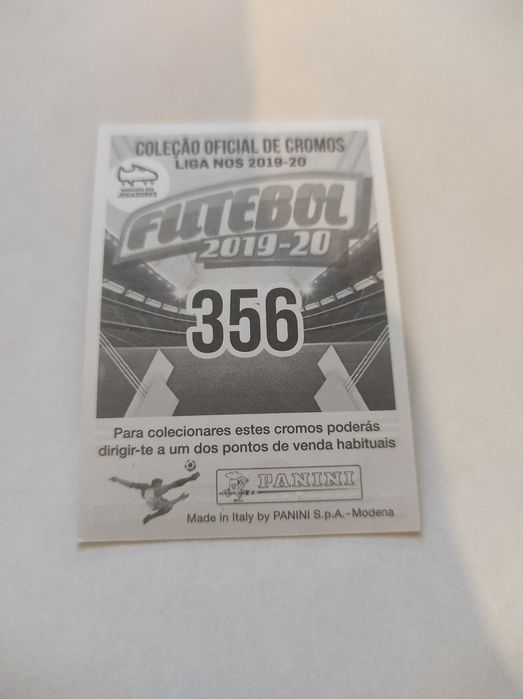 COLEÇÃO OFICIAL DE CROMOS
LIGA NOS 2019-20
SINDICATO DOS
JOGADORES
FUTEBOL
2019-20
356
Para colecionares estes cromos poderás
dirigir-te a um dos pontos de venda habituais
PANINI
Made in Italy by PANINI S.p.A. - Modena